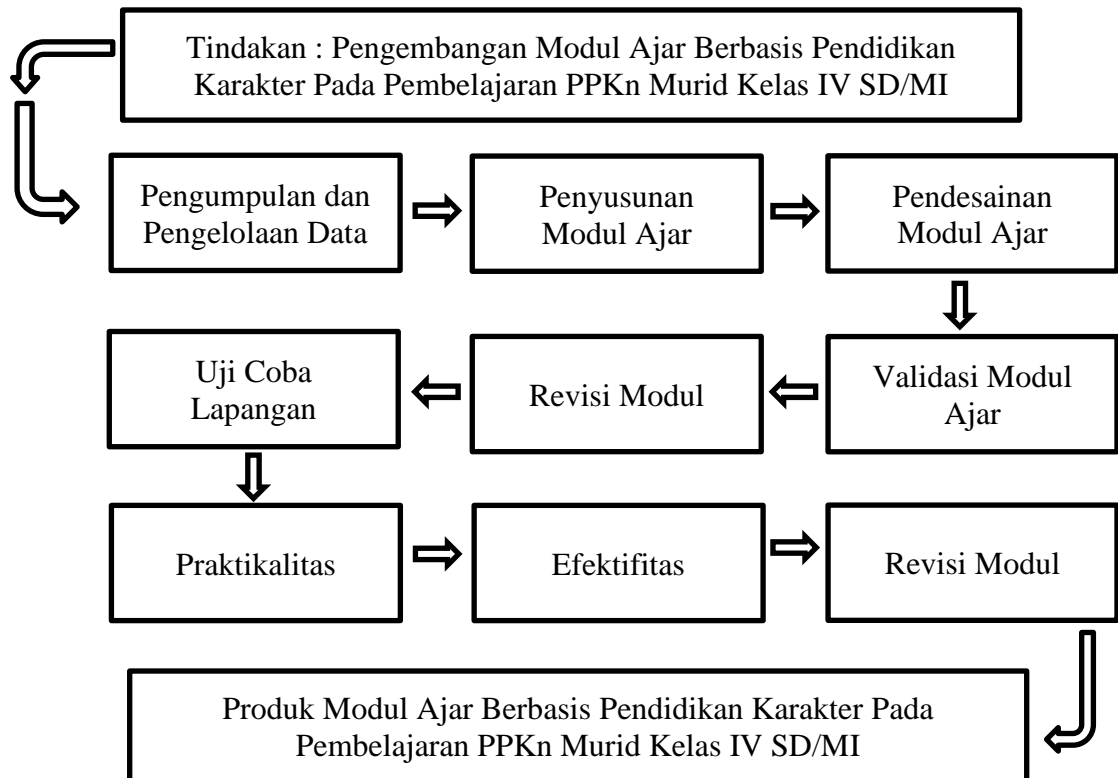 Tindakan : Pengembangan Modul Ajar Berbasis Pendidikan
Karakter Pada Pembelajaran PPKn Murid Kelas IV SD/MI
Pengumpulan dan
Pengelolaan Data
Penyusunan
Modul Ajar
Pendesainan
Modul Ajar
Validasi Modul
Ajar
Revisi Modul
Uji Coba
Lapangan
Praktikalitas
Efektifitas
Revisi Modul
Produk Modul Ajar Berbasis Pendidikan Karakter Pada
Pembelajaran PPKn Murid Kelas IV SD/MI